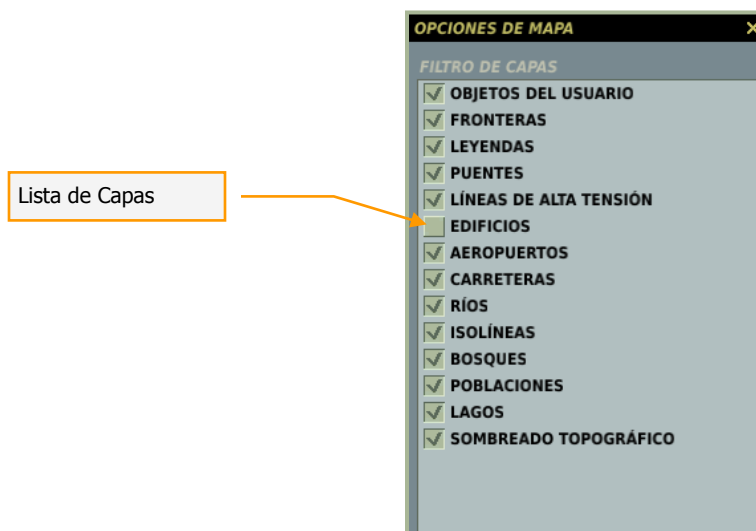 OPCIONES DE MAPA
FILTRO DE CAPAS
OBJETOS DEL USUARIO
FRONTERAS
LEYENDAS
PUENTES
LÍNEAS DE ALTA TENSIÓN
EDIFICIOS
AEROPUERTOS
CARRETERAS
RÍOS
ISOLÍNEAS
BOSQUES
POBLACIONES
LAGOS
SOMBREADO TOPOGRÁFICO
Lista de Capas